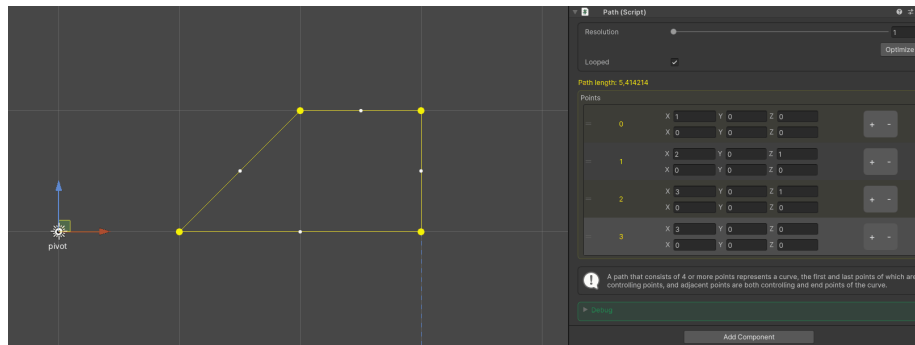 Path (Script)
Resolution 1
Optimize
Looped
Path length: 5,414214
Points
0 X 1 Y 0 Z 0 + -
X 0 Y 0 Z 0
1 X 2 Y 0 Z 1 + -
X 0 Y 0 Z 0
2 X 3 Y 0 Z 1 + -
X 0 Y 0 Z 0
3 X 3 Y 0 Z 0 + -
X 0 Y 0 Z 0
pivot
A path that consists of 4 or more points represents a curve, the first and last points of which are
controlling points, and adjacent points are both controlling and end points of the curve.
Debug
Add Component